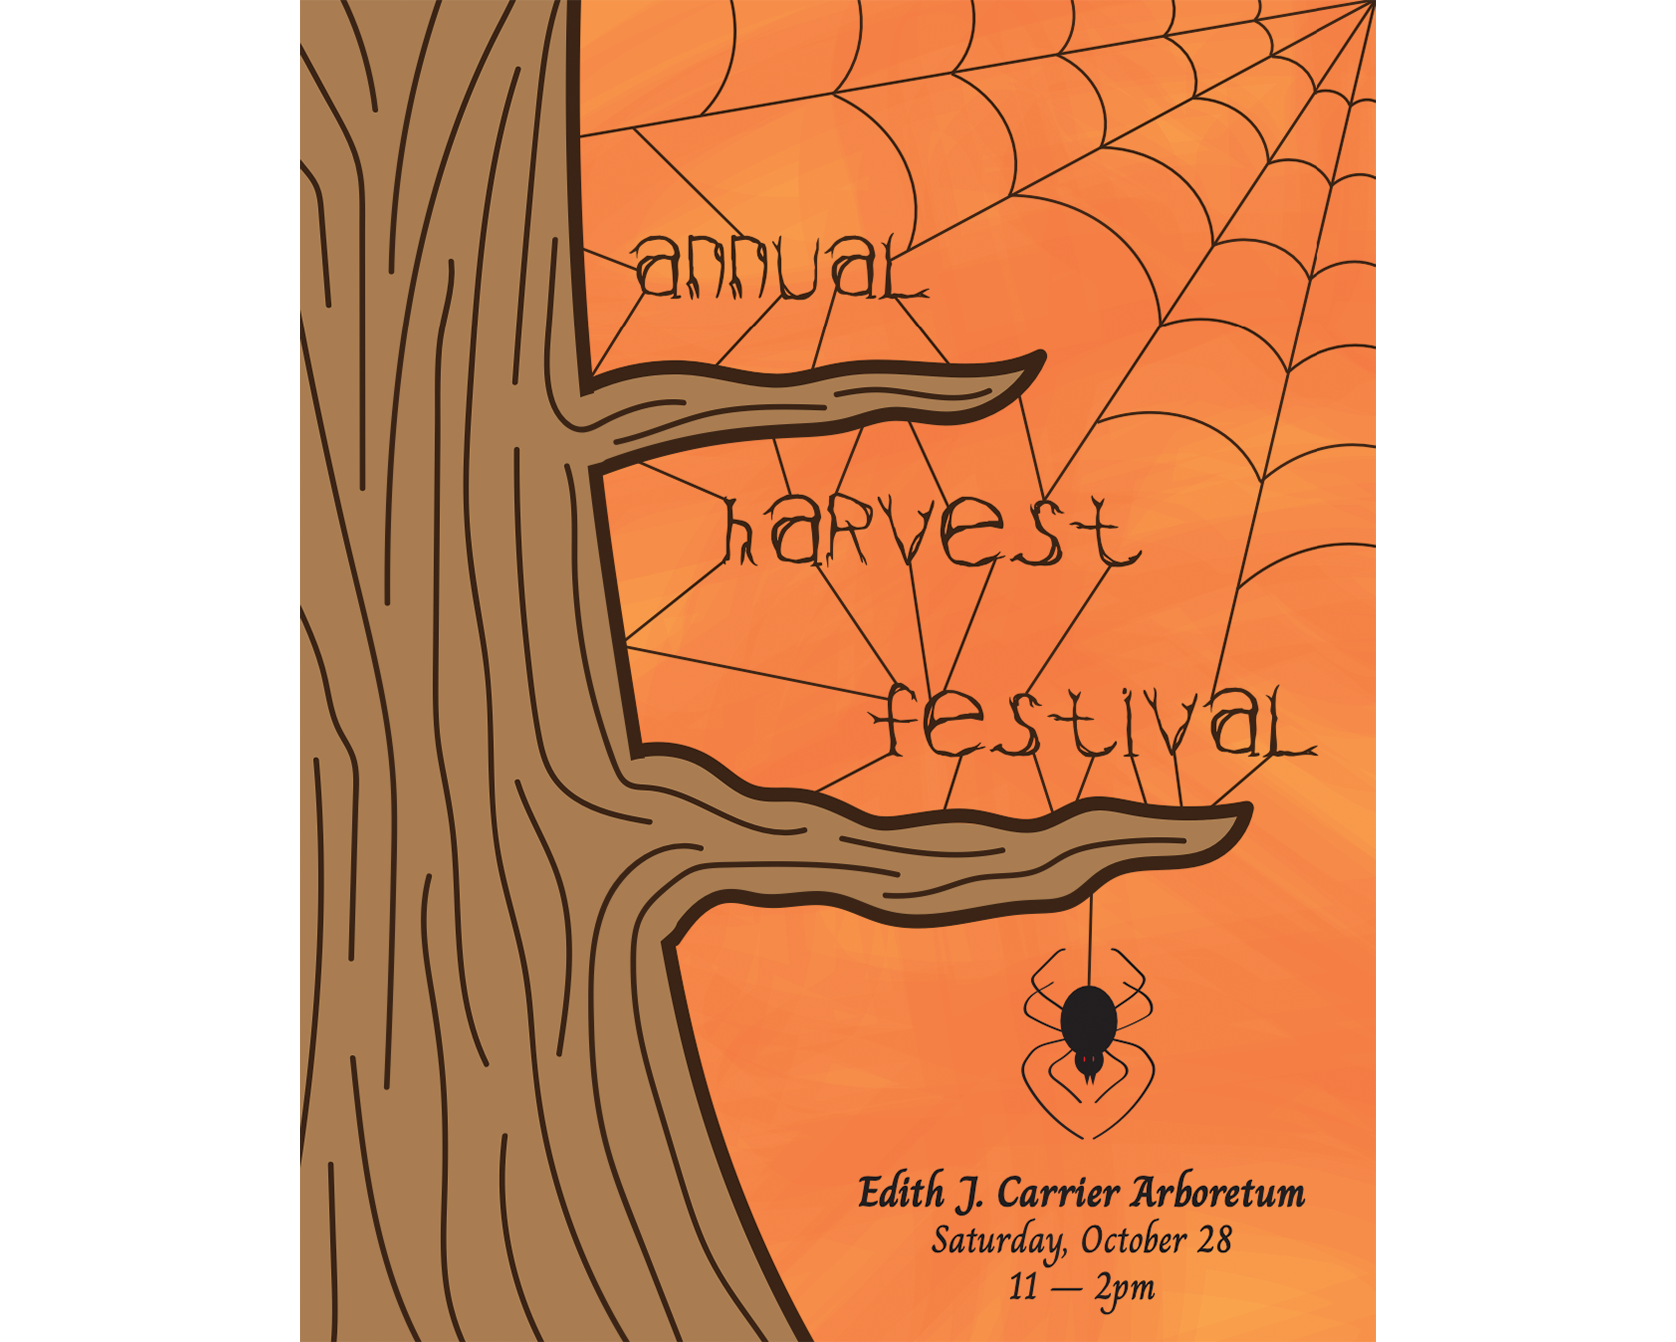 annual
harvest
festival
Edith J. Carrier Arboretum
Saturday, October 28
11 — 2pm